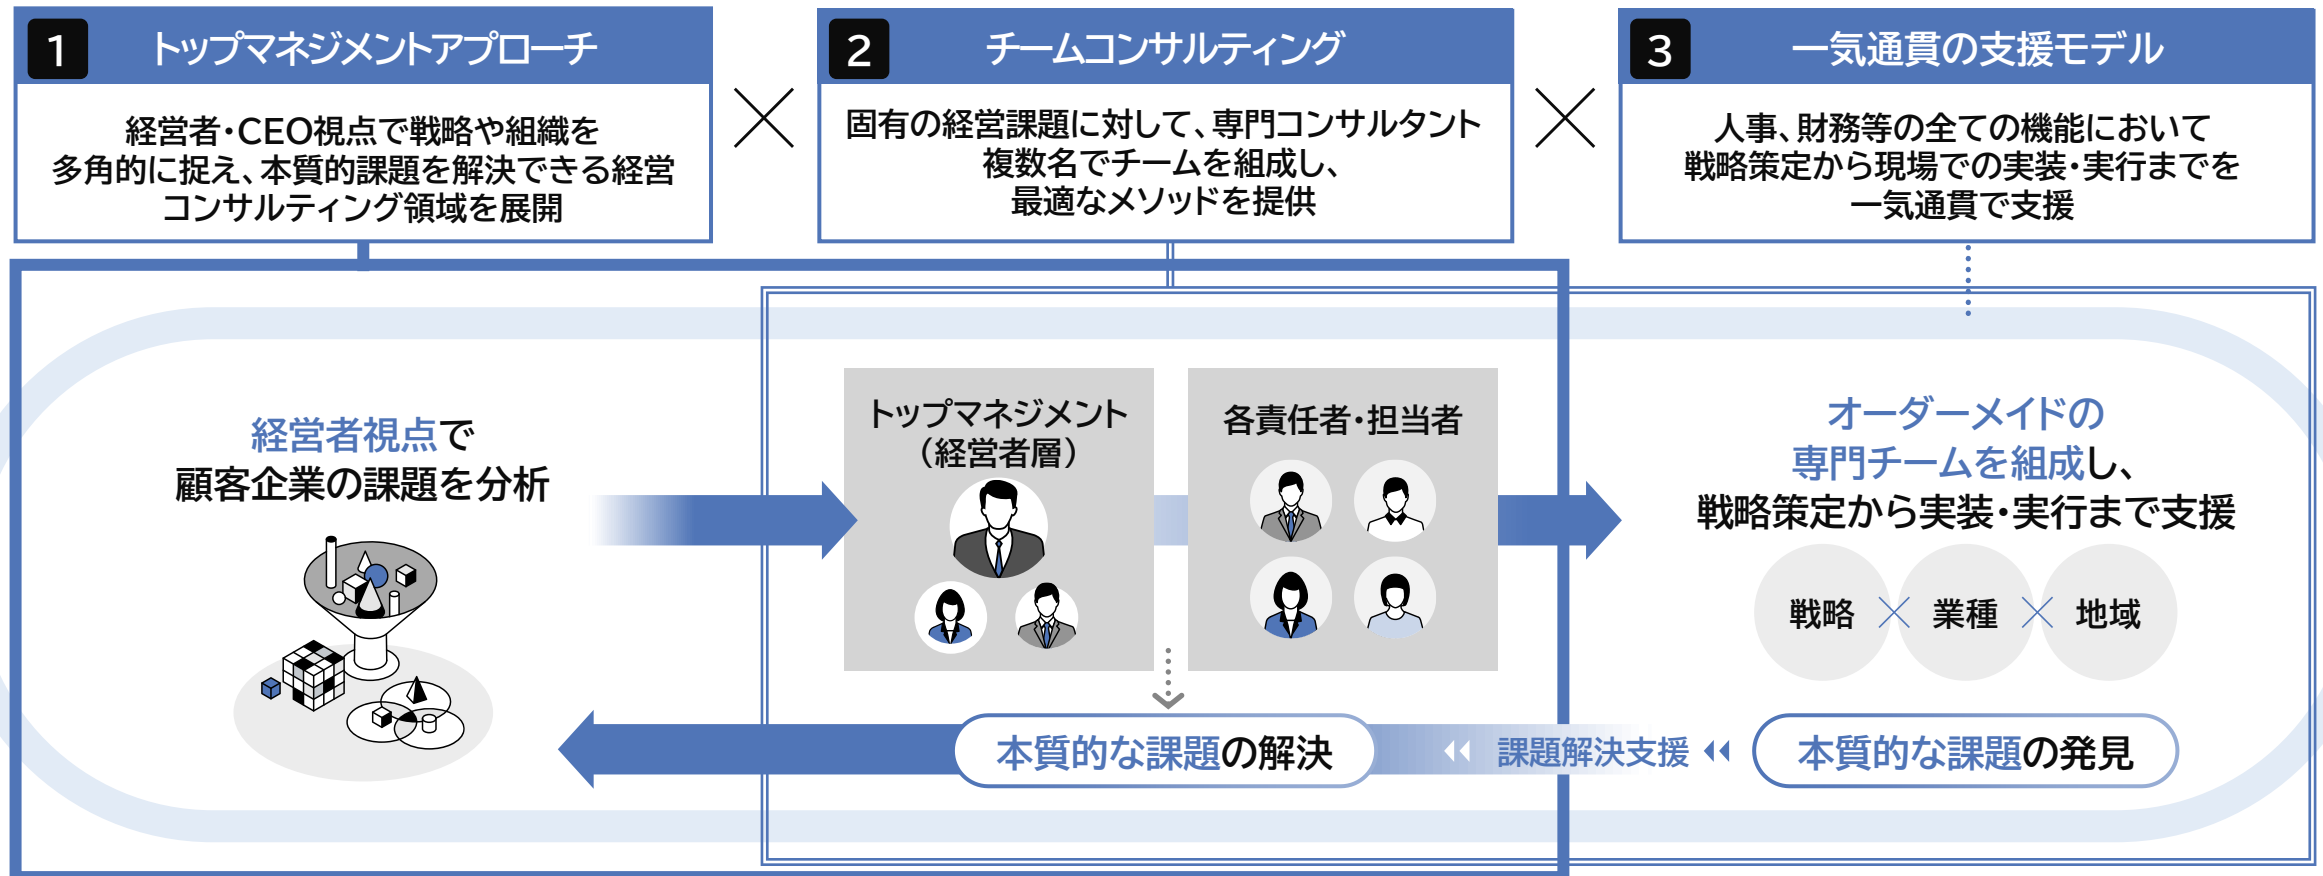 1 トップマネジメントアプローチ
経営者・CEO視点で戦略や組織を
多角的に捉え、本質的課題を解決できる経営
コンサルティング領域を展開
2 チームコンサルティング
固有の経営課題に対して、専門コンサルタント
複数名でチームを組成し、
最適なメソッドを提供
3 一気通貫の支援モデル
人事、財務等の全ての機能において
戦略策定から現場での実装・実行までを
一気通貫で支援
経営者視点で
顧客企業の課題を分析
トップマネジメント
（経営者層）
各責任者・担当者
オーダーメイドの
専門チームを組成し、
戦略策定から実装・実行まで支援
戦略 × 業種 × 地域
本質的な課題の解決
課題解決支援
本質的な課題の発見